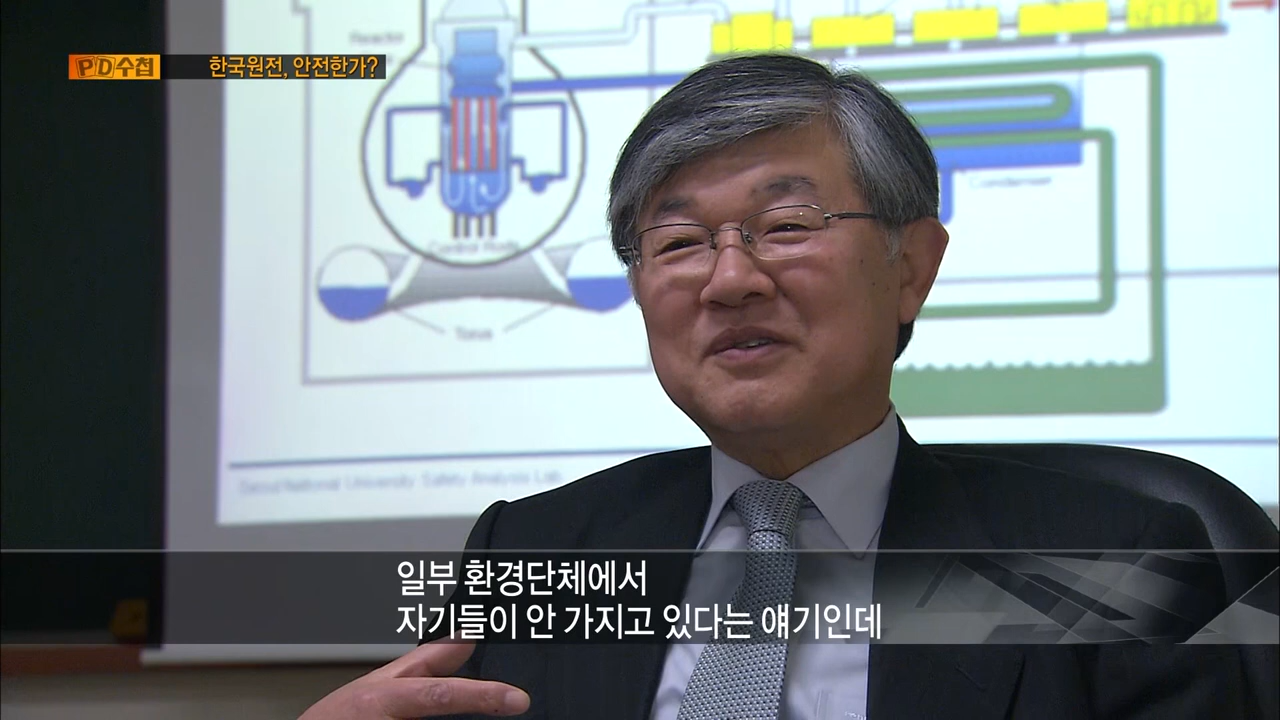 PD수첩
한국원전, 안전한가?
Reactor
Control Rods
Torus
Condenser
Seoul National University Safety Analysis Lab.
일부 환경단체에서
자기들이 안 가지고 있다는 얘기인데